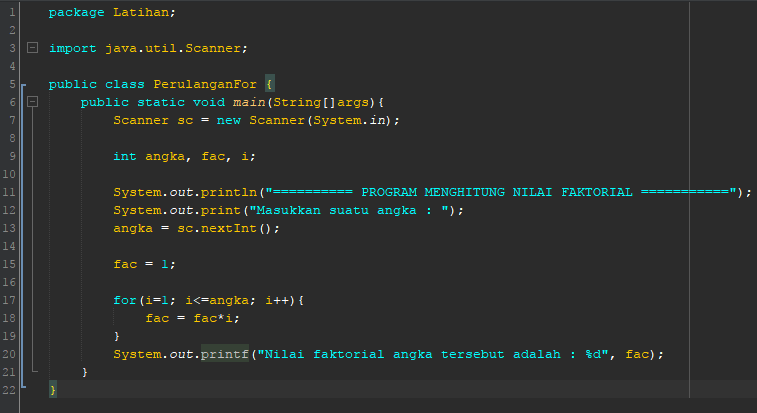 1 package Latihan;
2
3 import java.util.Scanner;
4
5 public class PerulanganFor {
6     public static void main(String[]args){
7         Scanner sc = new Scanner(System.in);
8
9         int angka, fac, i;
10
11         System.out.println("========== PROGRAM MENGHITUNG NILAI FAKTORIAL ===========");
12         System.out.print("Masukkan suatu angka : ");
13         angka = sc.nextInt();
14
15         fac = 1;
16
17         for(i=1; i<=angka; i++){
18             fac = fac*i;
19         }
20         System.out.printf("Nilai faktorial angka tersebut adalah : %d", fac);
21     }
22 }